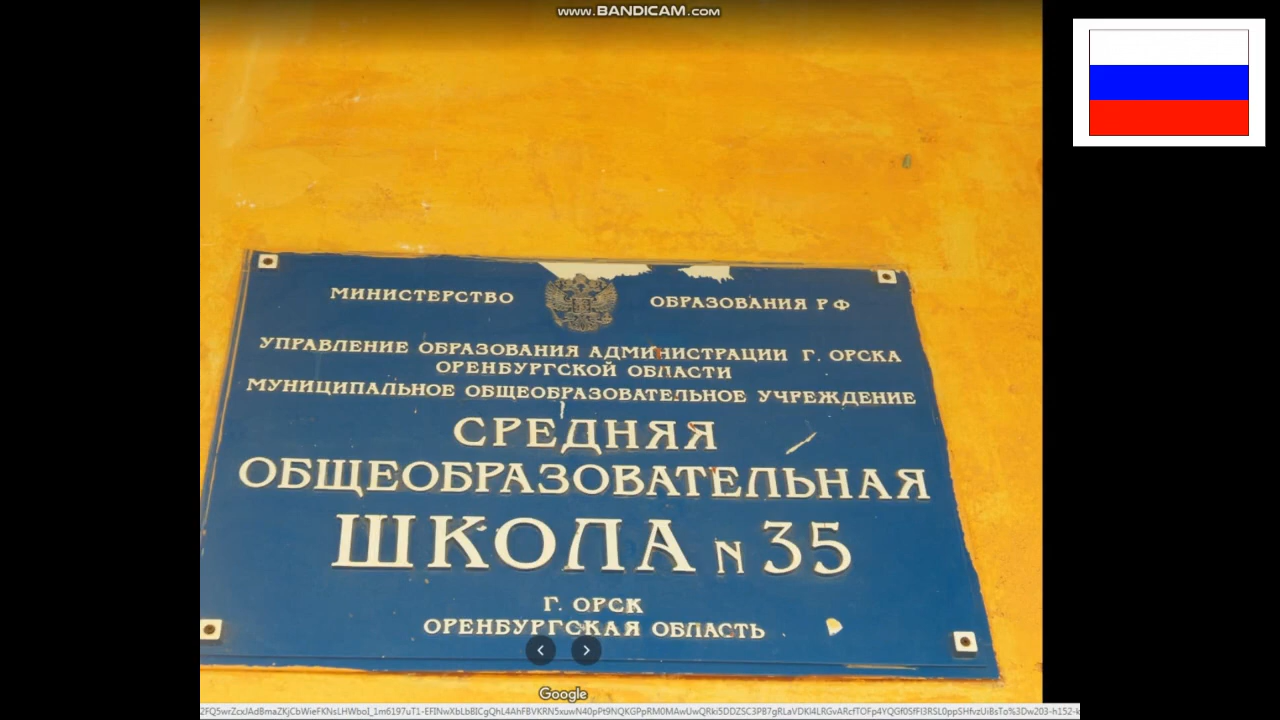 www.BANDICAM.com
МИНИСТЕРСТВО ОБРАЗОВАНИЯ РФ
УПРАВЛЕНИЕ ОБРАЗОВАНИЯ АДМИНИСТРАЦИИ Г. ОРСКА
ОРЕНБУРГСКОЙ ОБЛАСТИ
МУНИЦИПАЛЬНОЕ ОБЩЕОБРАЗОВАТЕЛЬНОЕ УЧРЕЖДЕНИЕ
СРЕДНЯЯ
ОБЩЕОБРАЗОВАТЕЛЬНАЯ
ШКОЛА N 35
Г. ОРСК
ОРЕНБУРГСКАЯ ОБЛАСТЬ
Google